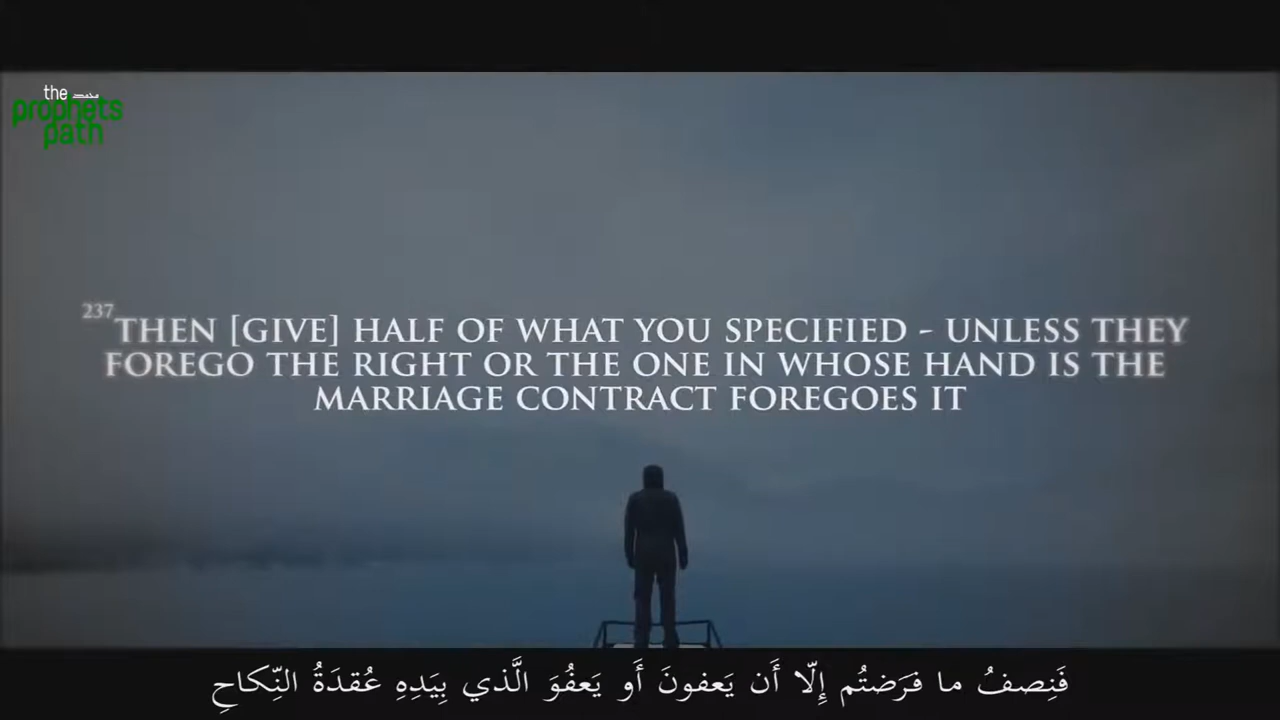 the
prophets
path
237 THEN [GIVE] HALF OF WHAT YOU SPECIFIED - UNLESS THEY
FOREGO THE RIGHT OR THE ONE IN WHOSE HAND IS THE
MARRIAGE CONTRACT FOREGOES IT
فَنِصفُ ما فَرَضتُم إِلّا أَن يَعفونَ أَو يَعفُوَ الَّذي بِيَدِهِ عُقدَةُ النِّكاحِ